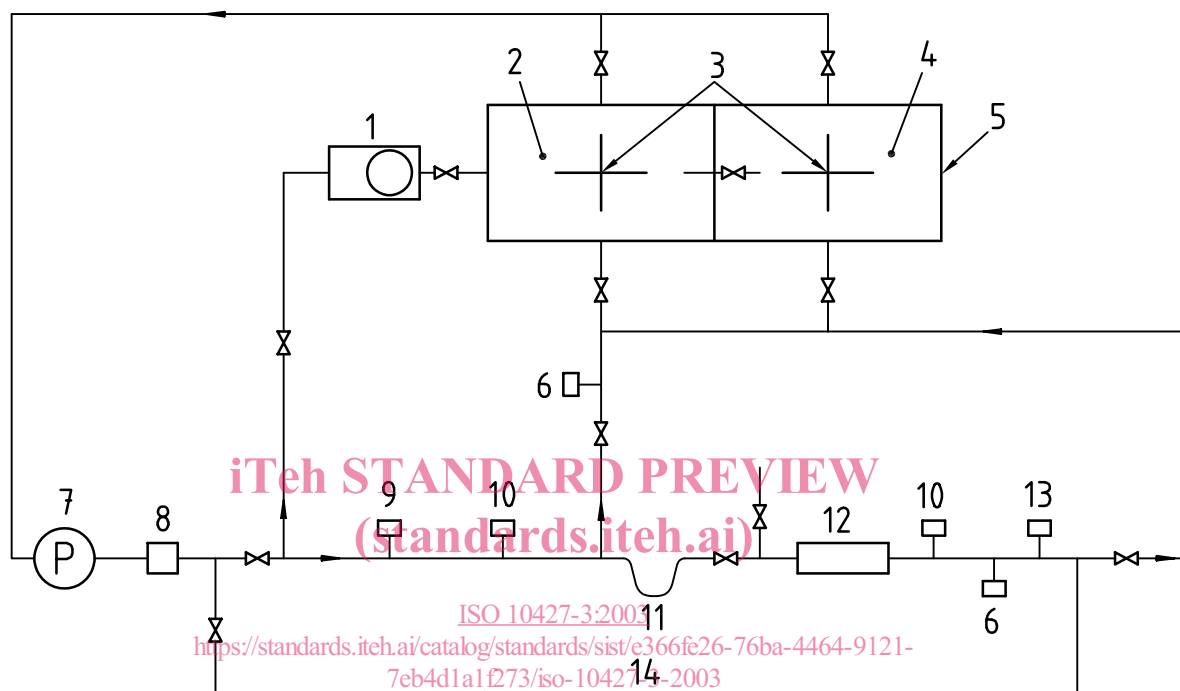 2
3
4
1
5
6
7
8
9
10
12
10
13
6
11
14
P
iTeh STANDARD PREVIEW
(standards.iteh.ai)
ISO 10427-3:2003
https://standards.iteh.ai/catalog/standards/sist/e366fe26-76ba-4464-9121-
7eb4d1a1f273/iso-10427-3-2003